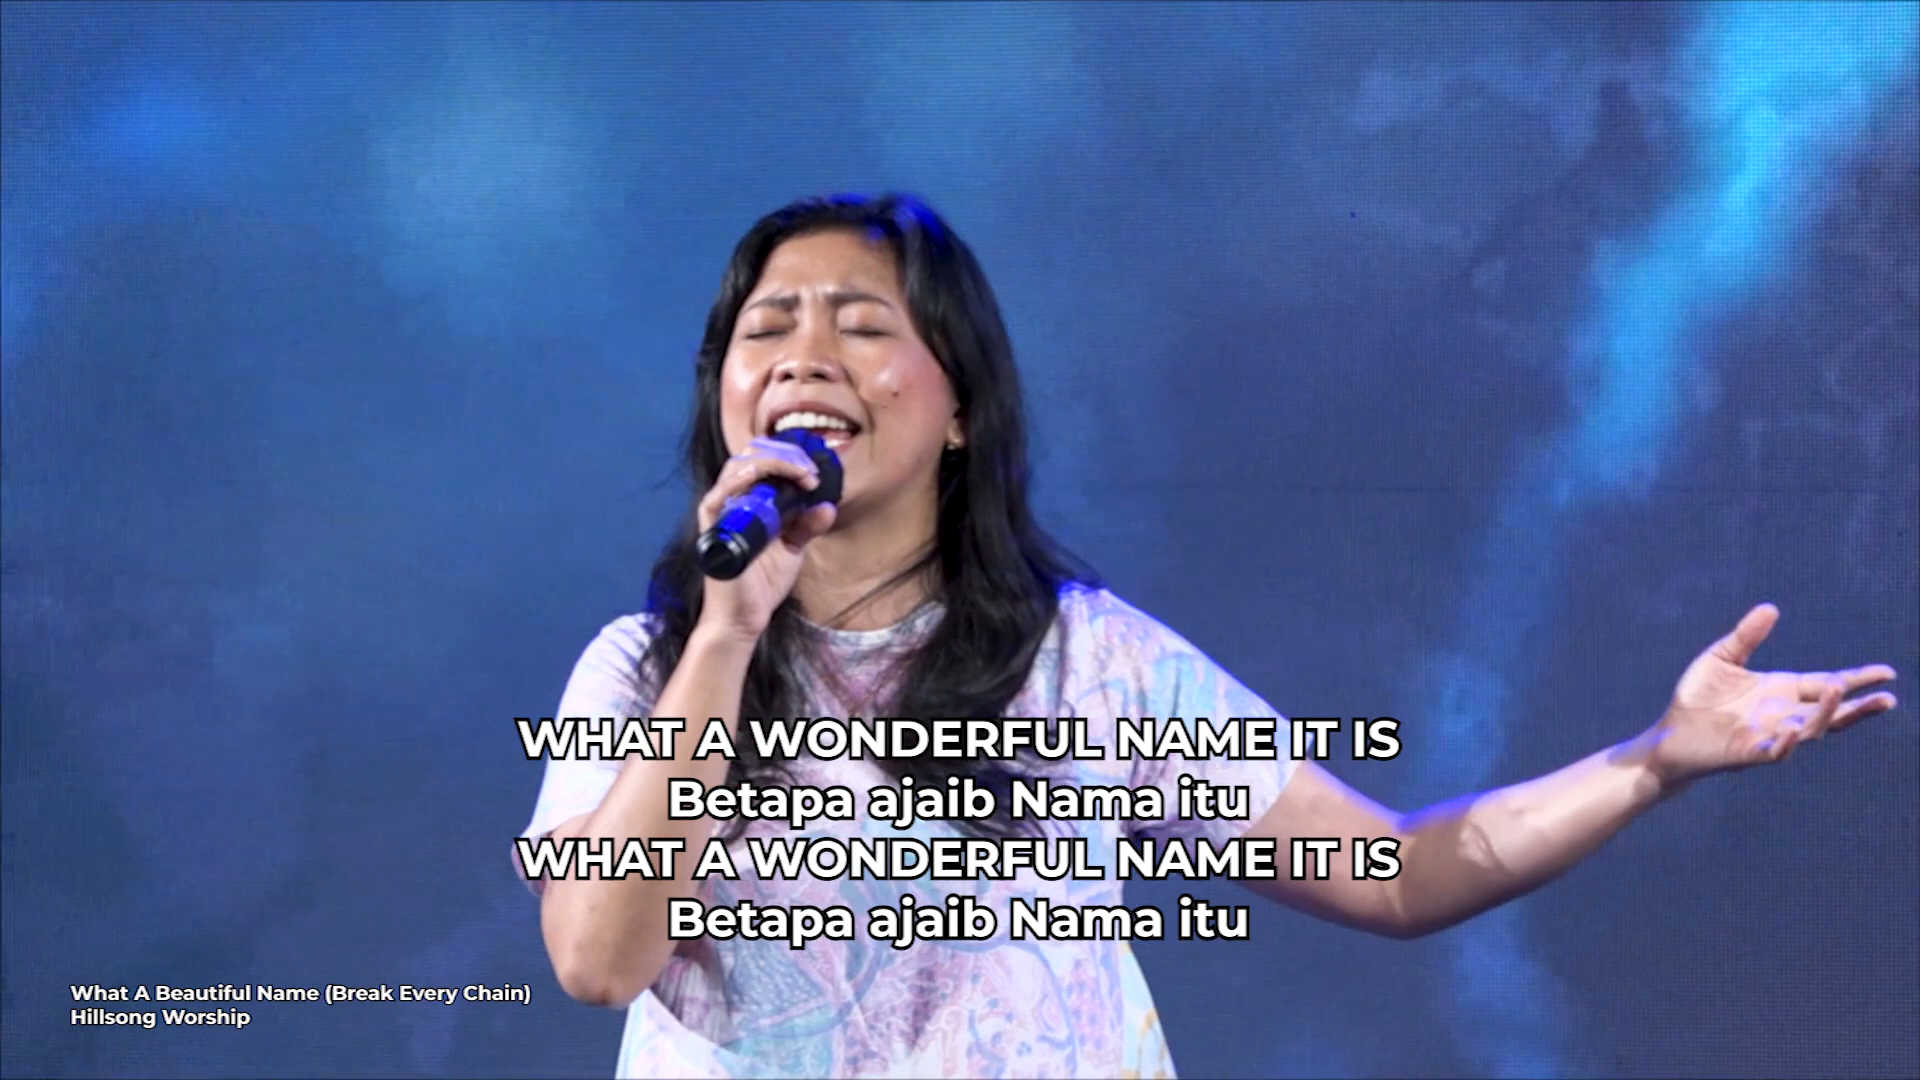 WHAT A WONDERFUL NAME IT IS
Betapa ajaib Nama itu
WHAT A WONDERFUL NAME IT IS
Betapa ajaib Nama itu
What A Beautiful Name (Break Every Chain)
Hillsong Worship